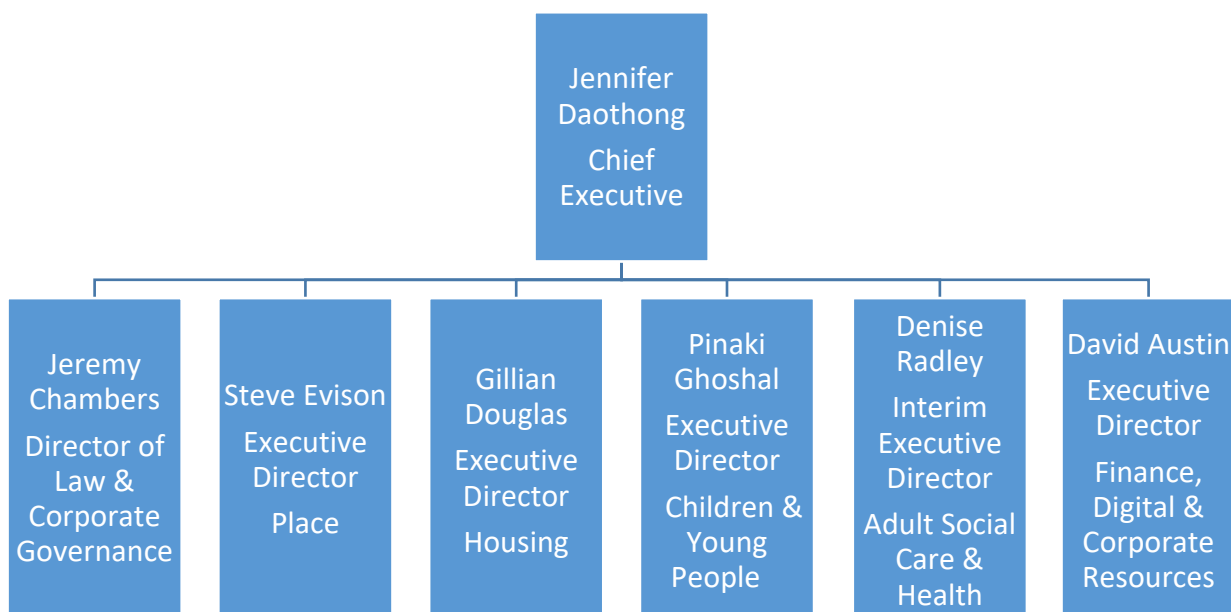 Jennifer
Daothong
Chief
Executive
Jeremy
Chambers
Director of
Law &
Corporate
Governance
Steve Evison
Executive
Director
Place
Gillian
Douglas
Executive
Director
Housing
Pinaki
Ghoshal
Executive
Director
Children &
Young
People
Denise
Radley
Interim
Executive
Director
Adult Social
Care &
Health
David Austin
Executive
Director
Finance,
Digital &
Corporate
Resources